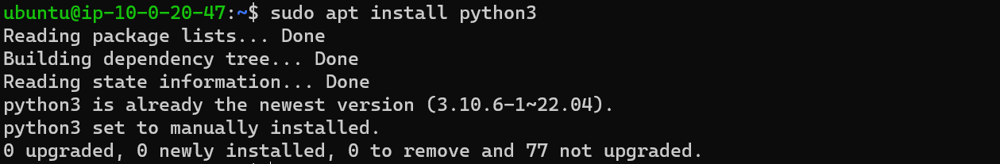 ubuntu@ip-10-0-20-47:~$ sudo apt install python3
Reading package lists... Done
Building dependency tree... Done
Reading state information... Done
python3 is already the newest version (3.10.6-1~22.04).
python3 set to manually installed.
0 upgraded, 0 newly installed, 0 to remove and 77 not upgraded.